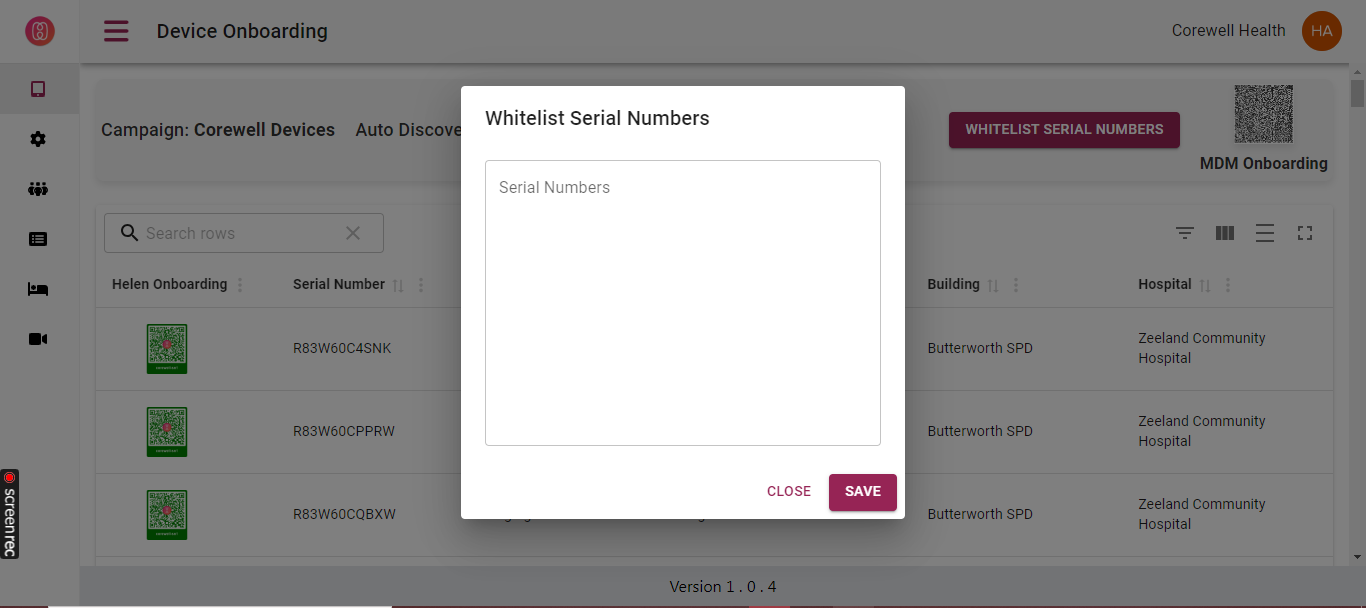 Device Onboarding
Corewell Health
HA
Campaign: Corewell Devices
Auto Discove
WHITELIST SERIAL NUMBERS
MDM Onboarding
Whitelist Serial Numbers
Serial Numbers
CLOSE
SAVE
Search rows
Helen Onboarding
Serial Number
Building
Hospital
R83W60C4SNK
Butterworth SPD
Zeeland Community
Hospital
R83W60CPPRW
Butterworth SPD
Zeeland Community
Hospital
R83W60CQBXW
Butterworth SPD
Zeeland Community
Hospital
screenrec
Version 1 . 0 . 4